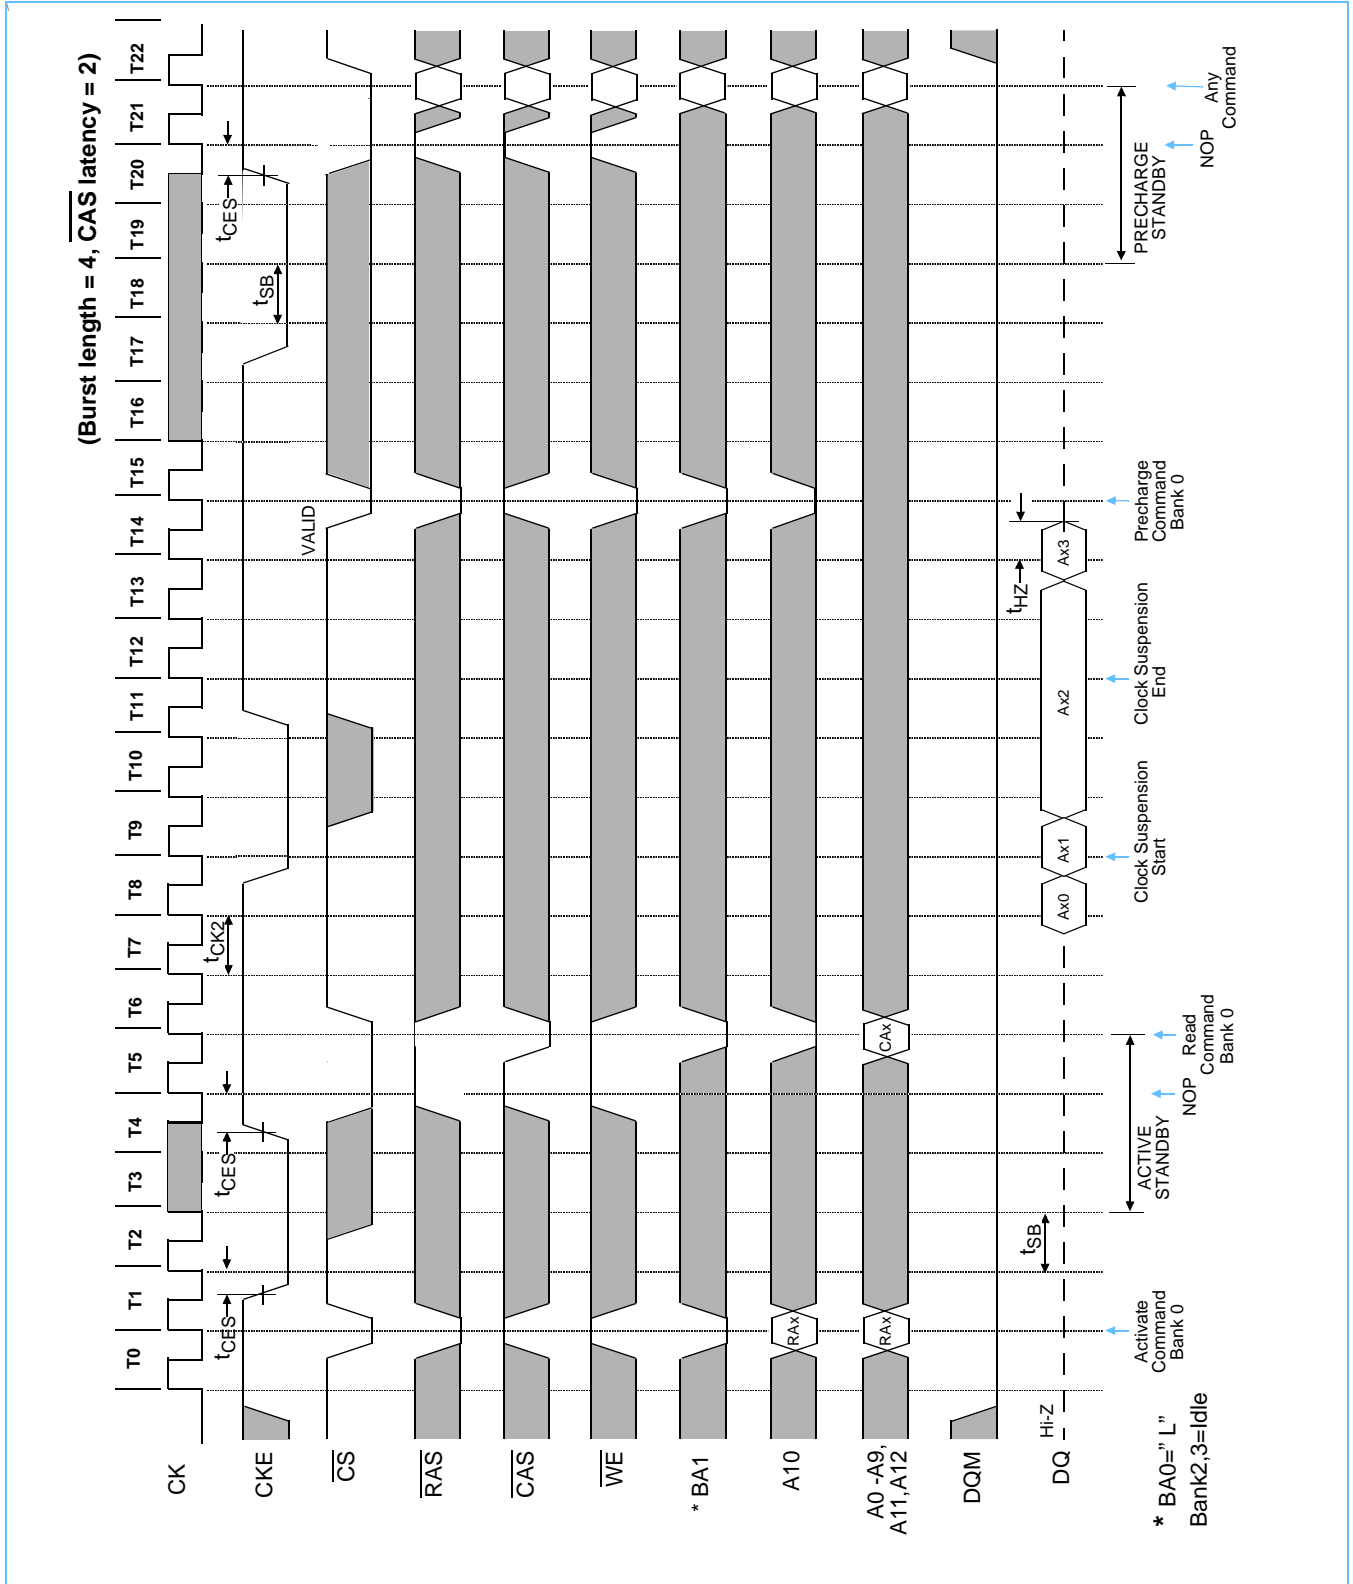 (Burst length = 4, CAS latency = 2)
T0 T1 T2 T3 T4 T5 T6 T7 T8 T9 T10 T11 T12 T13 T14 T15 T16 T17 T18 T19 T20 T21 T22
CK
tCES
tCES
tCK2
tCES
CKE
tSB
VALID
CS
RAS
CAS
WE
* BA1
A10
RAx
A0 -A9,
A11,A12
RAx
CAx
DQM
DQ
Hi-Z
tSB
Ax0
Ax1
Ax2
Ax3
tHZ
ACTIVE
STANDBY
PRECHARGE
STANDBY
Activate
Command
Bank 0
NOP
Read
Command
Bank 0
Clock Suspension
Start
Clock Suspension
End
Precharge
Command
Bank 0
NOP
Any
Command
* BA0=" L"
Bank2,3=Idle